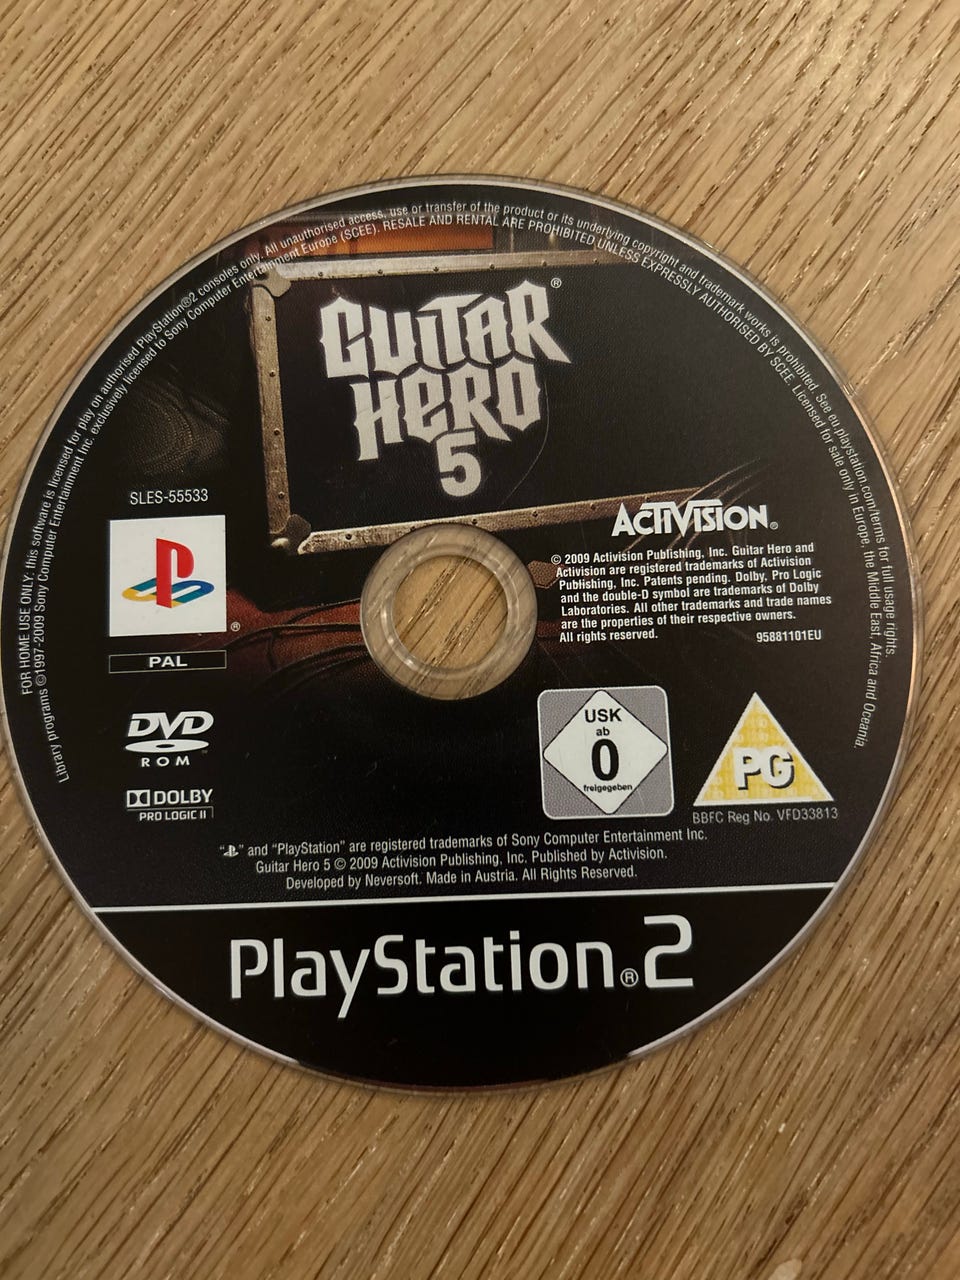 FOR HOME USE ONLY; this software is licensed for play on authorised PlayStation®2 consoles only. All unauthorised access, use or transfer of the product or its underlying copyright and trademark works is prohibited. See eu.playstation.com/terms for full usage rights.
Library programs ©1997-2009 Sony Computer Entertainment Inc. exclusively licensed to Sony Computer Entertainment Europe (SCEE). RESALE AND RENTAL ARE PROHIBITED UNLESS EXPRESSLY AUTHORISED BY SCEE. Licensed for sale only in Europe, the Middle East, Africa and Oceania.
GUITAR®
HERO
5
SLES-55533
®
PAL
ACTIVISION®
© 2009 Activision Publishing, Inc. Guitar Hero and
Activision are registered trademarks of Activision
Publishing, Inc. Patents pending. Dolby, Pro Logic
and the double-D symbol are trademarks of Dolby
Laboratories. All other trademarks and trade names
are the properties of their respective owners.
All rights reserved.
95881101EU
DVD
ROM
DOLBY
PRO LOGIC II
USK
ab
0
freigegeben
PG
BBFC Reg No. VFD33813
“ ” and “PlayStation” are registered trademarks of Sony Computer Entertainment Inc.
Guitar Hero 5 © 2009 Activision Publishing, Inc. Published by Activision.
Developed by Neversoft. Made in Austria. All Rights Reserved.
PlayStation®2